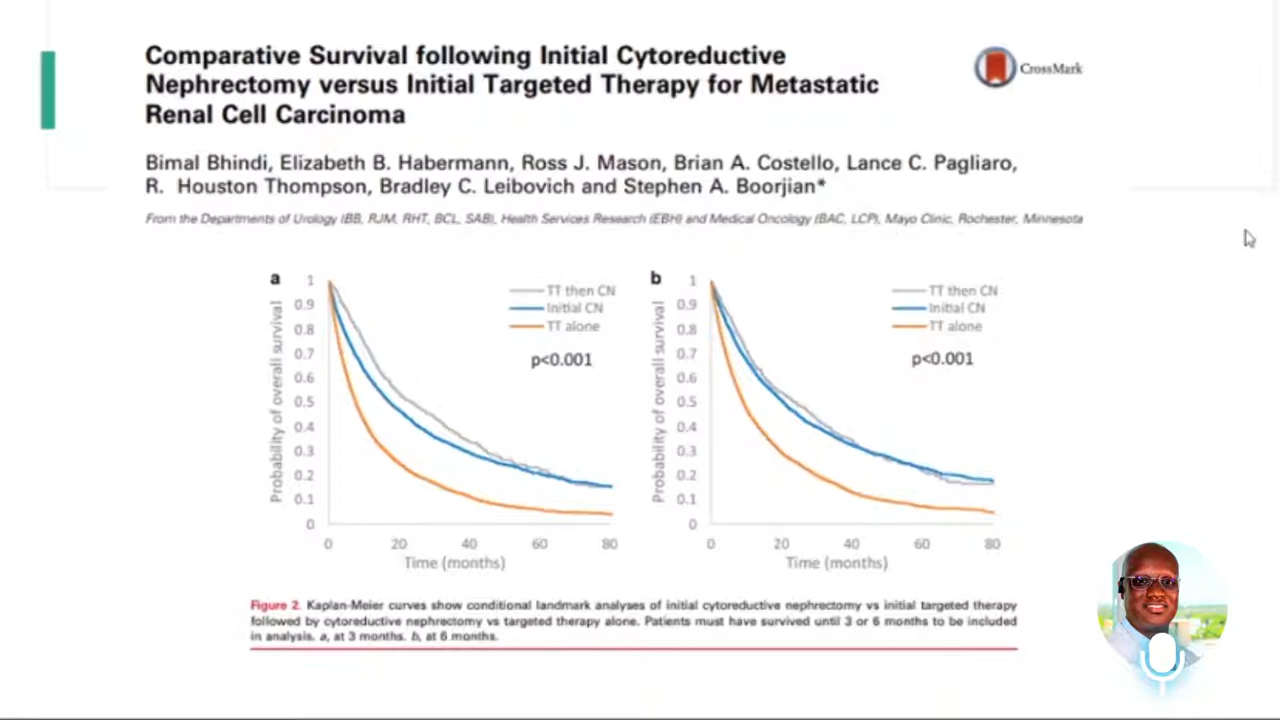 Comparative Survival following Initial Cytoreductive
Nephrectomy versus Initial Targeted Therapy for Metastatic
Renal Cell Carcinoma
CrossMark
Bimal Bhindi, Elizabeth B. Habermann, Ross J. Mason, Brian A. Costello, Lance C. Pagliaro,
R. Houston Thompson, Bradley C. Leibovich and Stephen A. Boorjian*
From the Departments of Urology (BB, RJM, RHT, BCL, SAB), Health Services Research (EBH) and Medical Oncology (BAC, LCP), Mayo Clinic, Rochester, Minnesota
a
Probability of overall survival
1
0.9
0.8
0.7
0.6
0.5
0.4
0.3
0.2
0.1
0
TT then CN
Initial CN
TT alone
p<0.001
0 20 40 60 80
Time (months)
b
Probability of overall survival
1
0.9
0.8
0.7
0.6
0.5
0.4
0.3
0.2
0.1
0
TT then CN
Initial CN
TT alone
p<0.001
0 20 40 60 80
Time (months)
Figure 2. Kaplan-Meier curves show conditional landmark analyses of initial cytoreductive nephrectomy vs initial targeted therapy
followed by cytoreductive nephrectomy vs targeted therapy alone. Patients must have survived until 3 or 6 months to be included
in analysis. a, at 3 months. b, at 6 months.